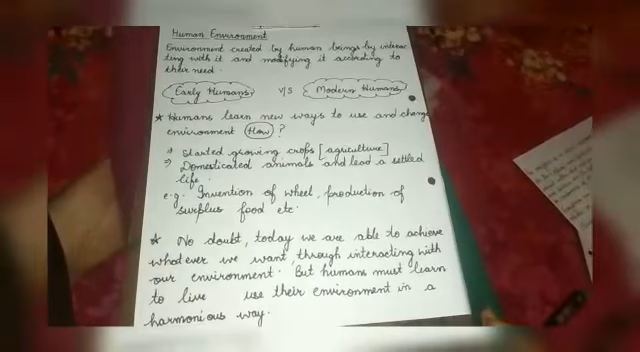 Human Environment
Environment created by human beings by interac
ting with it and modifying it according to
their need.
Early Humans V/S Modern Humans
★ Humans learn new ways to use and change
environment (How) ?
⇒ Started growing crops [agriculture]
⇒ Domesticated animals and lead a settled
life.
e.g. Invention of wheel, production of
surplus food etc.
★ No doubt, today we are able to achieve
whatever we want, through interacting with
our environment. But humans must learn
to live use their environment in a
harmonious way.